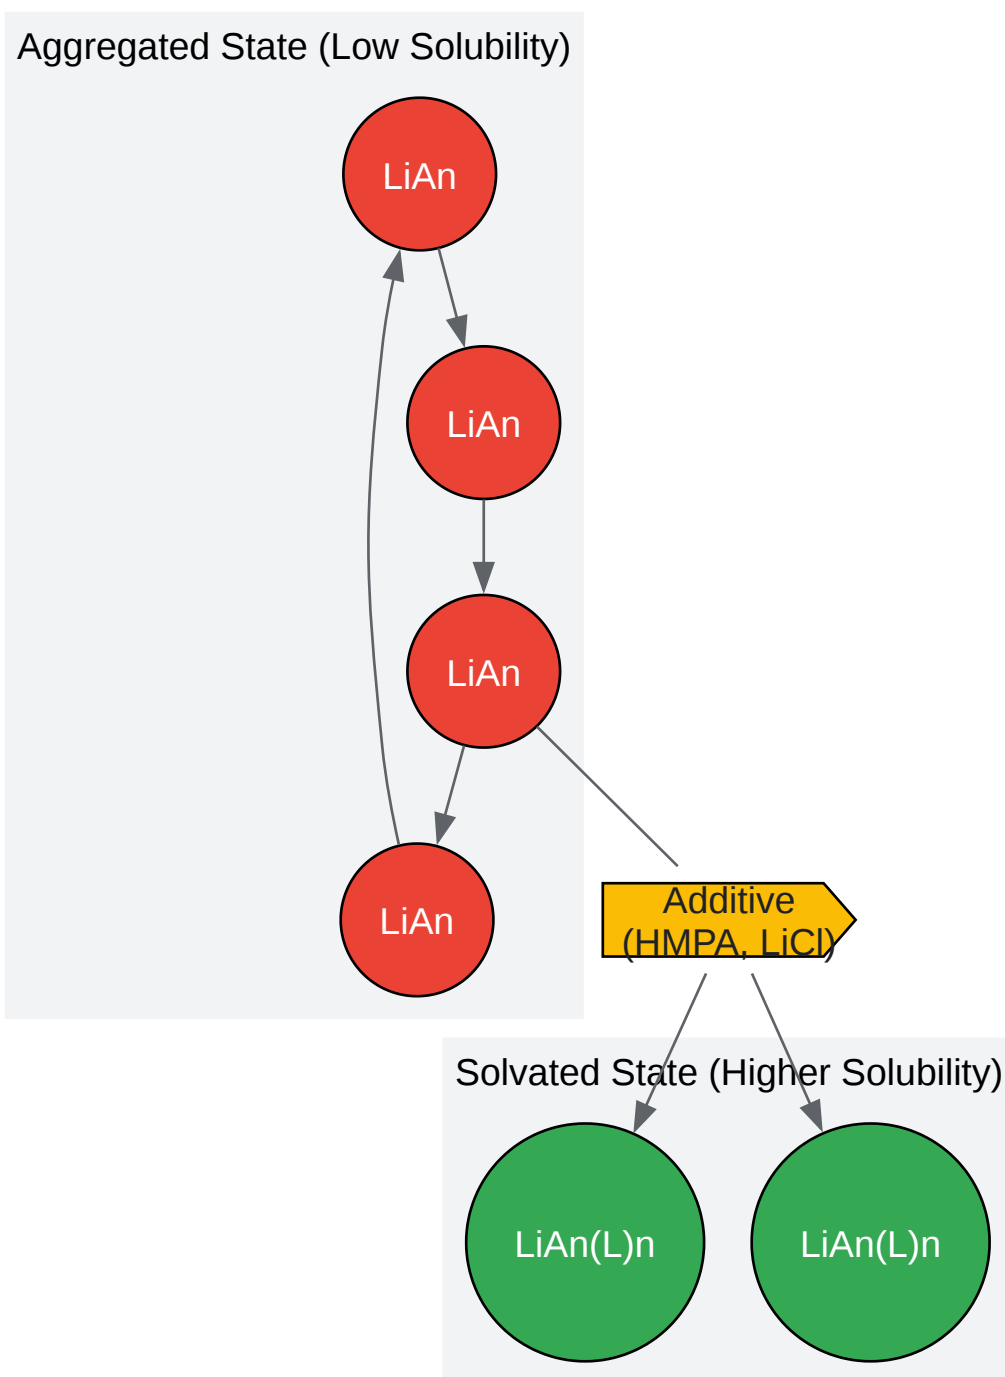 Aggregated State (Low Solubility)
LiAn
LiAn
LiAn
LiAn
Additive
(HMPA, LiCl)
Solvated State (Higher Solubility)
LiAn(L)n
LiAn(L)n